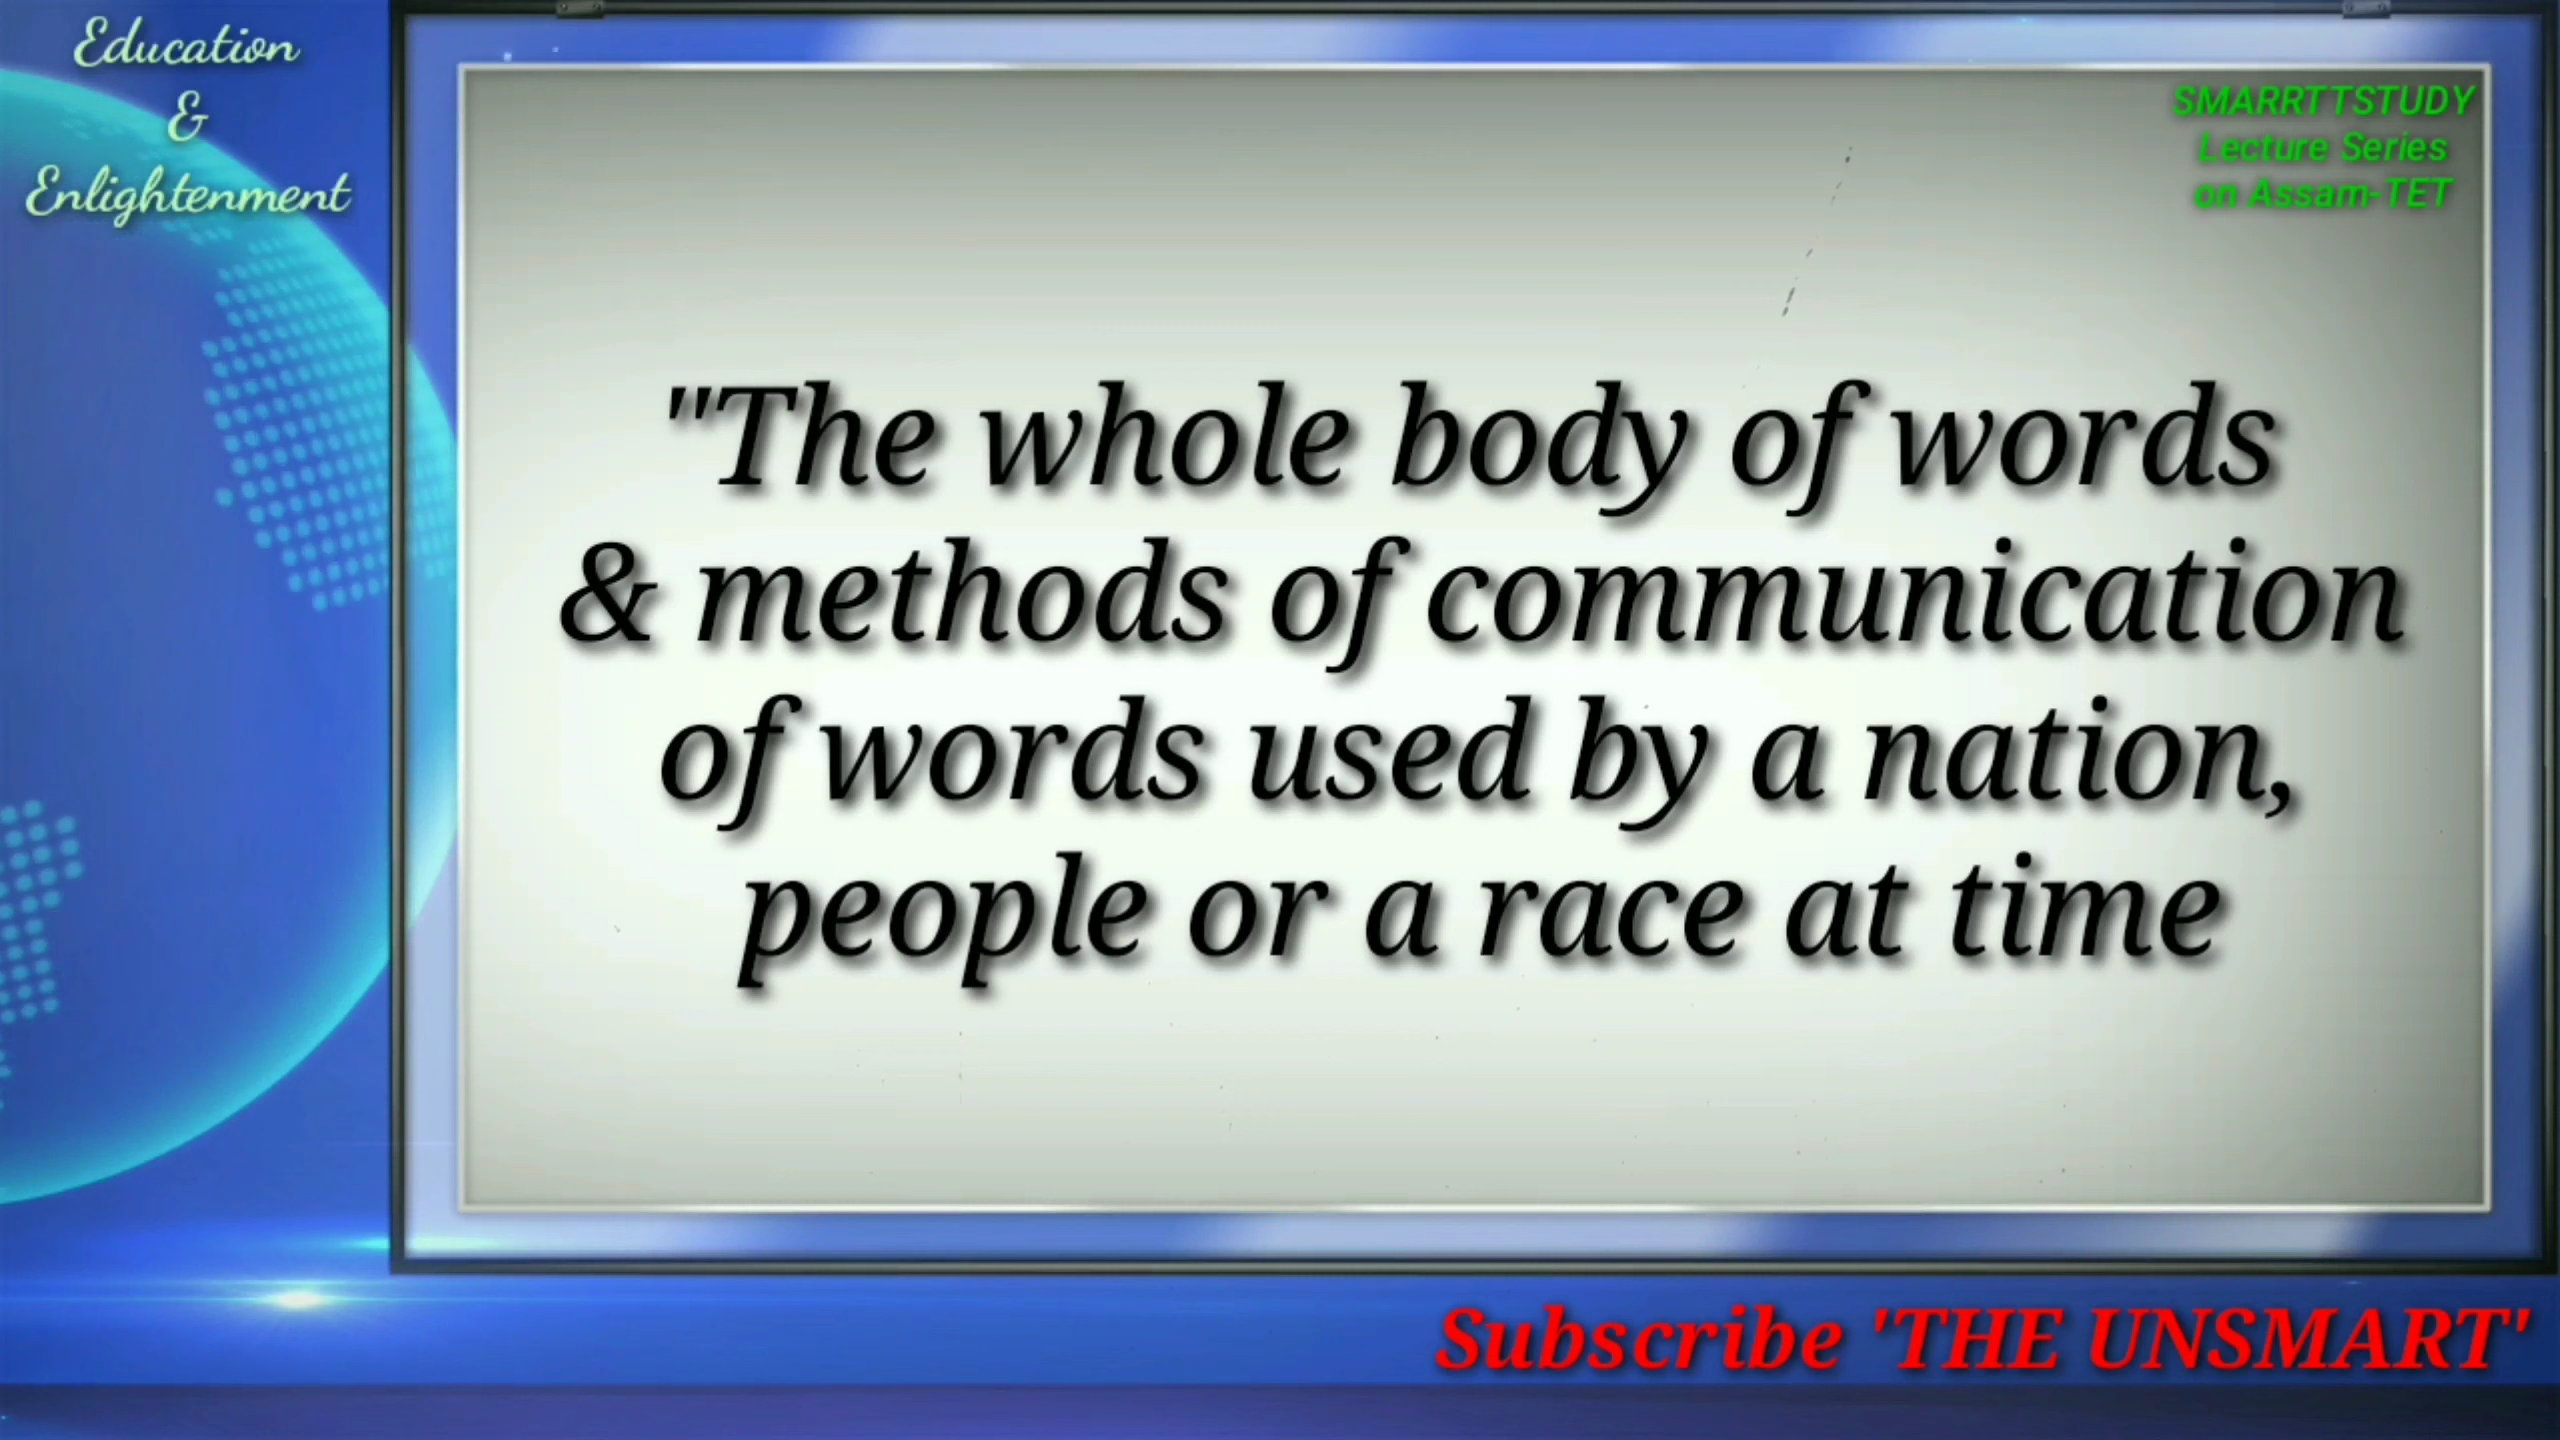 Education
&
Enlightenment
SMARRTTSTUDY
Lecture Series
on Assam-TET
"The whole body of words
& methods of communication
of words used by a nation,
people or a race at time
Subscribe 'THE UNSMART'